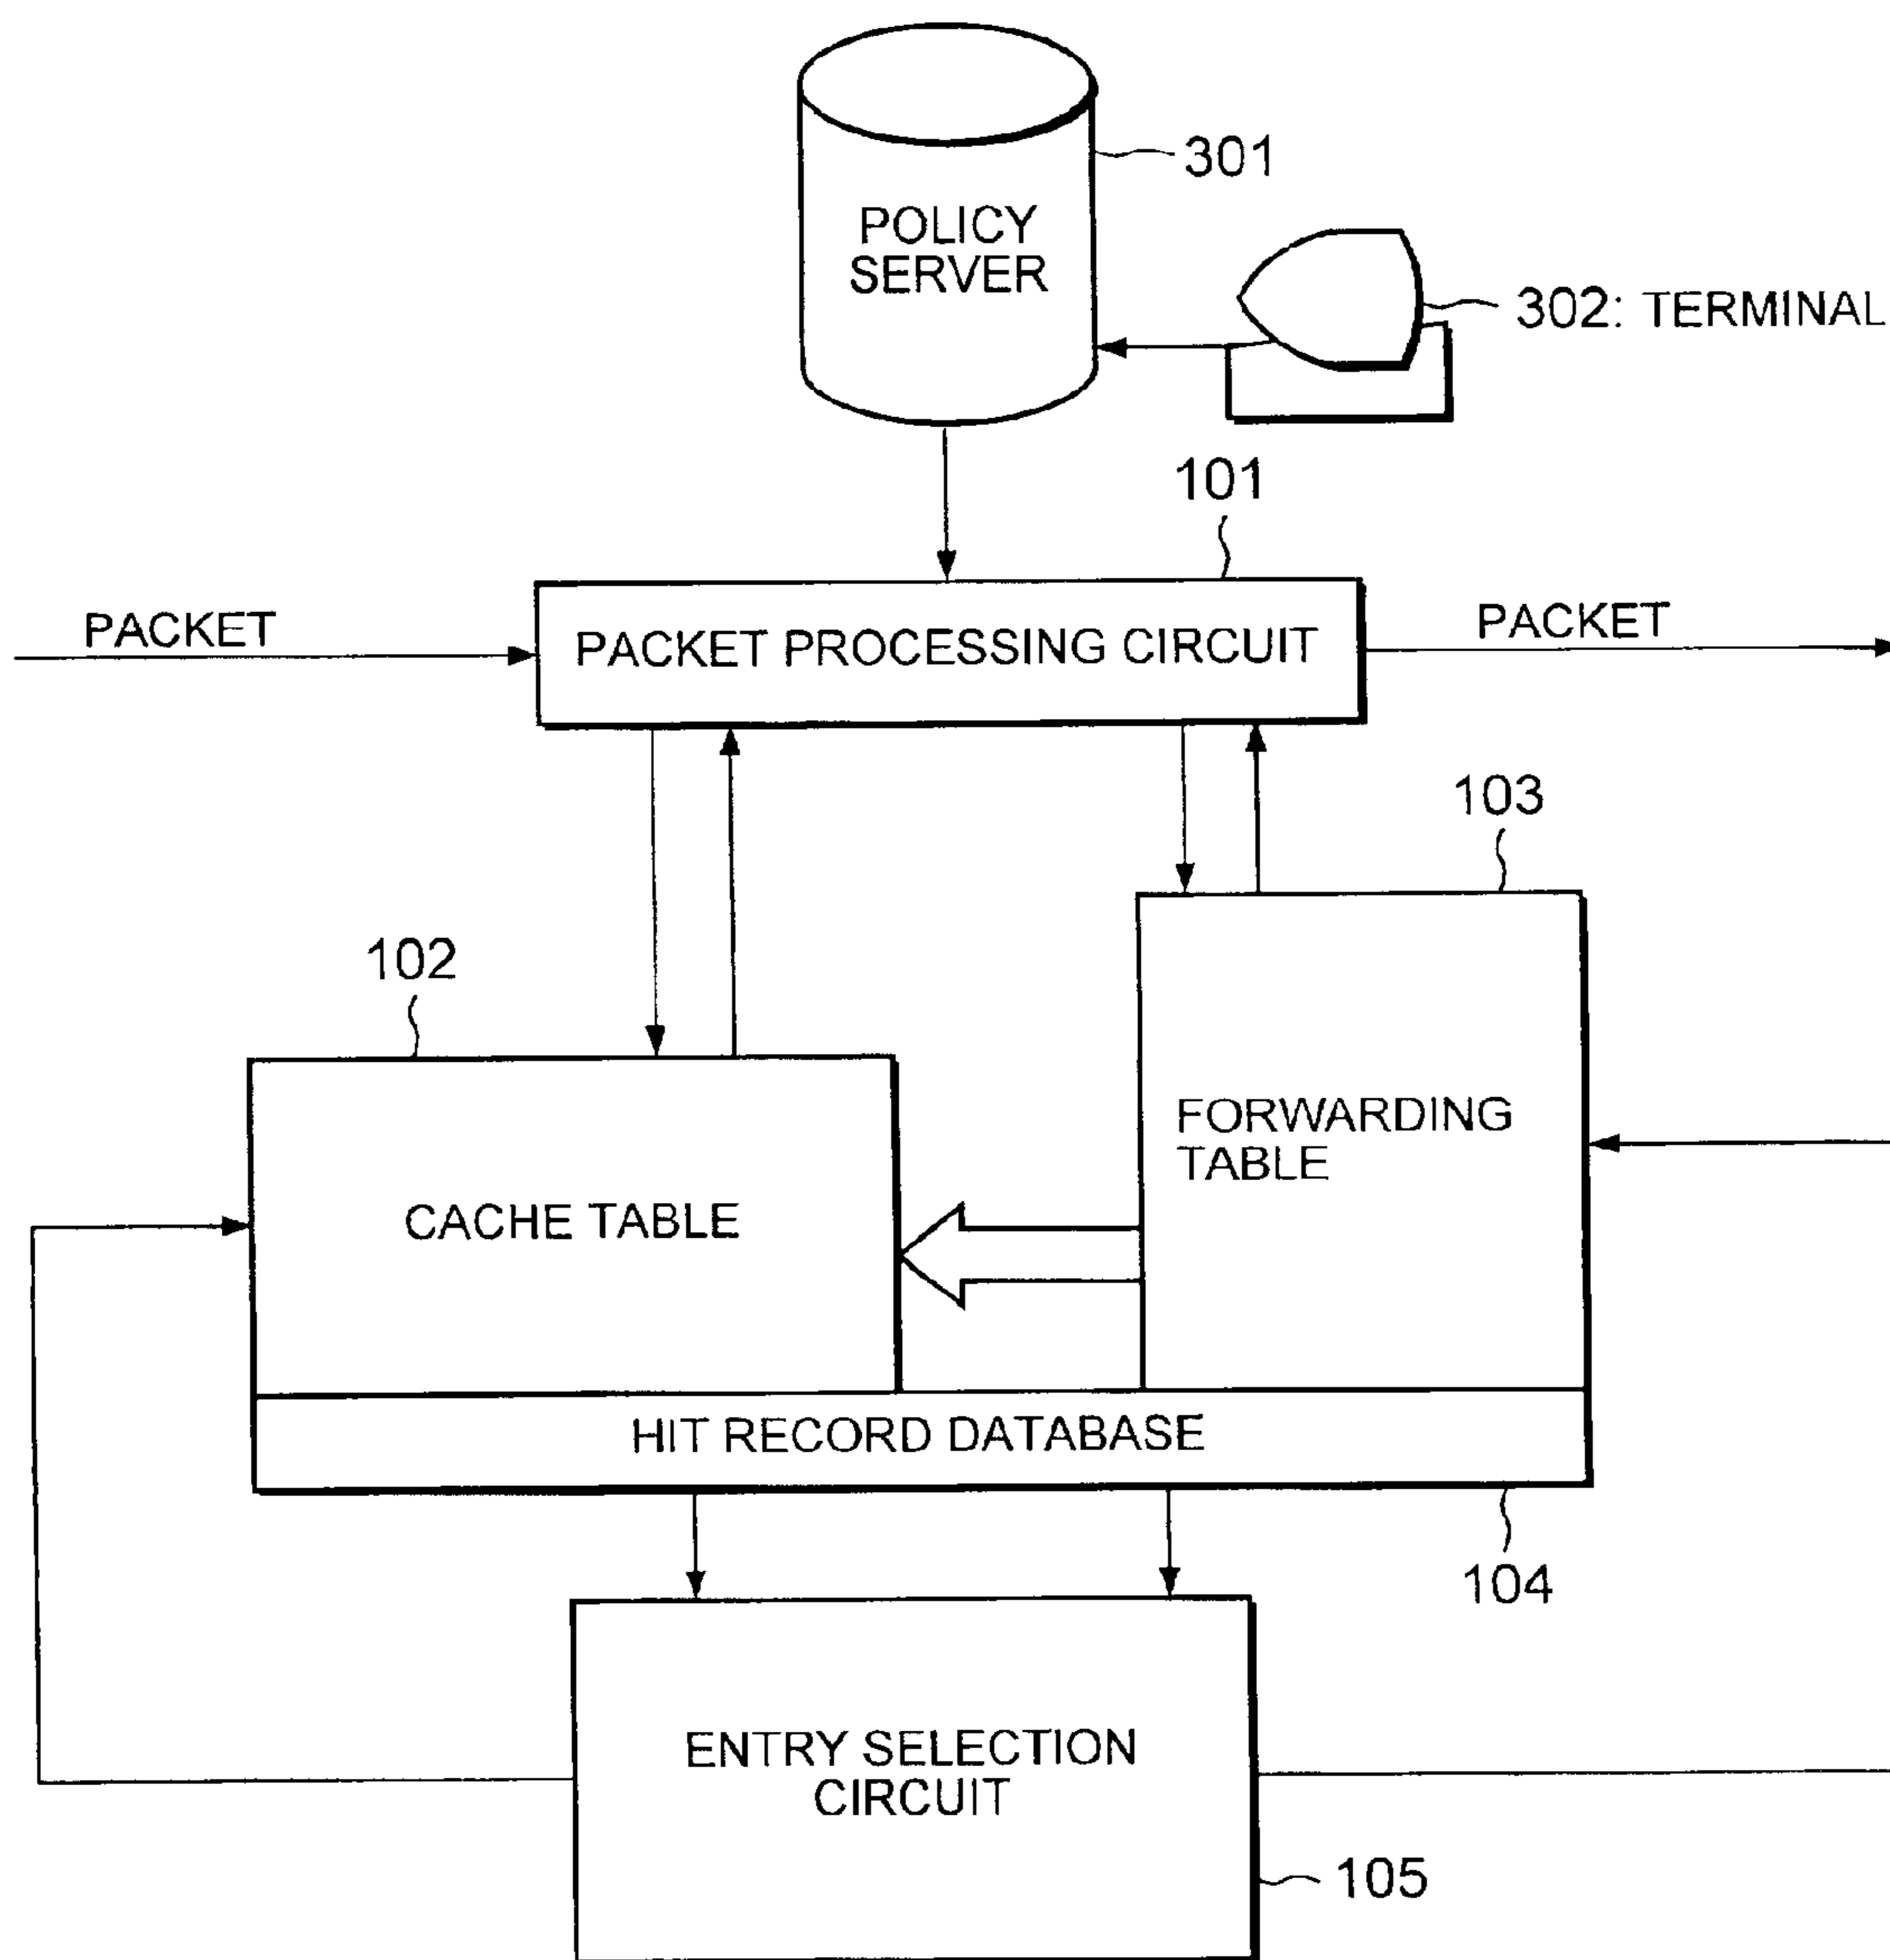 301
POLICY
SERVER
302: TERMINAL
101
PACKET
PACKET PROCESSING CIRCUIT
PACKET
103
102
FORWARDING
TABLE
CACHE TABLE
HIT RECORD DATABASE
104
ENTRY SELECTION
CIRCUIT
105